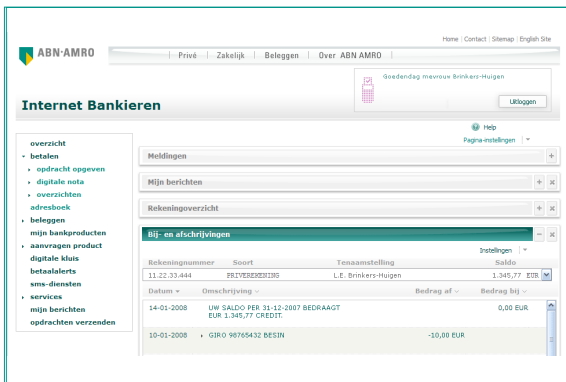 Home | Contact | Sitemap | English Site
ABN·AMRO
Privé | Zakelijk | Beleggen | Over ABN AMRO
Goedendag mevrouw Brinkers-Huigen
Uitloggen
Internet Bankieren
Help
Pagina-instellingen
overzicht
betalen
opdracht opgeven
digitale nota
overzichten
adresboek
beleggen
mijn bankproducten
aanvragen product
digitale kluis
betaalalerts
sms-diensten
services
mijn berichten
opdrachten verzenden
Meldingen
Mijn berichten
Rekeningoverzicht
Bij- en afschrijvingen
Instellingen
Rekeningnummer Soort Tenaamstelling Saldo
11.22.33.444 PRIVEREKENING L.E. Brinkers-Huigen 1.345,77 EUR
Datum Omschrijving Bedrag af Bedrag bij
14-01-2008 UW SALDO PER 31-12-2007 BEDRAAGT 0,00 EUR
EUR 1.345,77 CREDIT.
10-01-2008 GIRO 98765432 BESIN -10,00 EUR